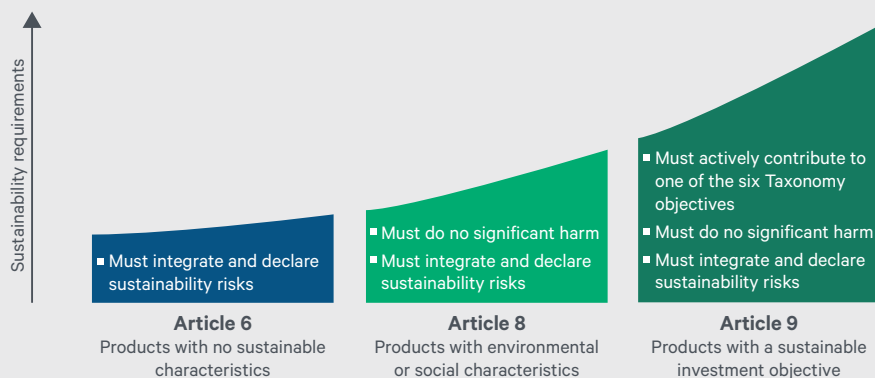 Sustainability requirements
Must integrate and declare
sustainability risks
Article 6
Products with no sustainable
characteristics
Must do no significant harm
Must integrate and declare
sustainability risks
Article 8
Products with environmental
or social characteristics
Must actively contribute to
one of the six Taxonomy
objectives
Must do no significant harm
Must integrate and declare
sustainability risks
Article 9
Products with a sustainable
investment objective